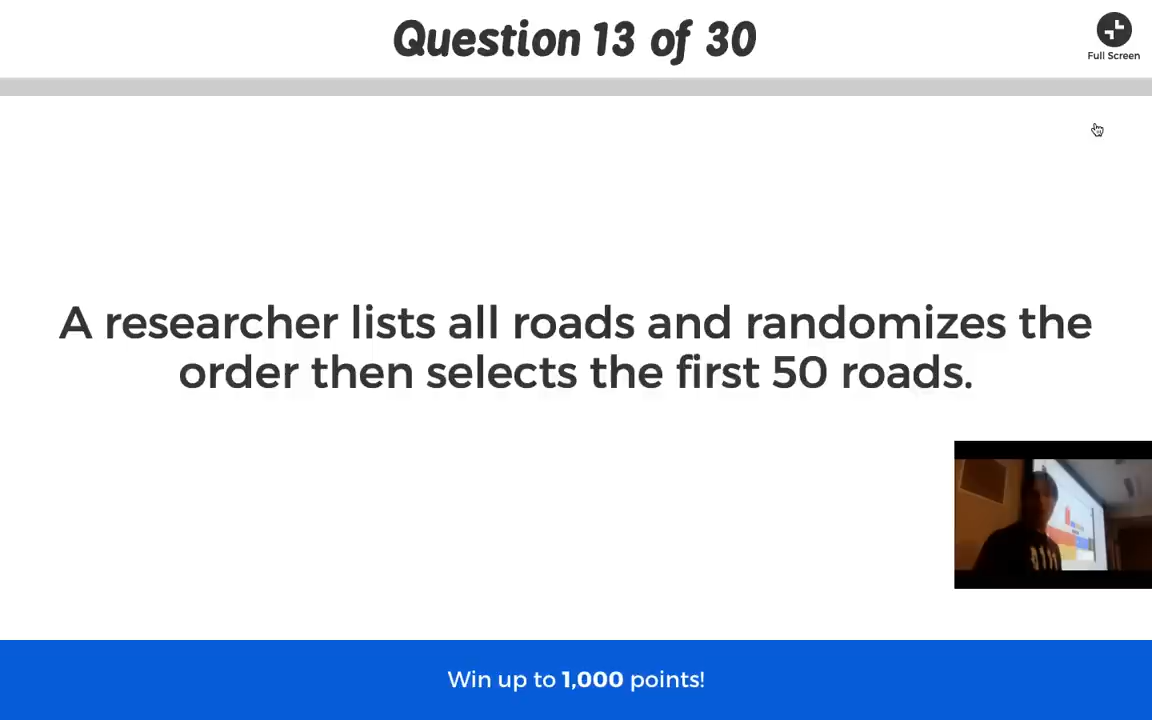 Question 13 of 30
Full Screen
A researcher lists all roads and randomizes the
order then selects the first 50 roads.
Win up to 1,000 points!